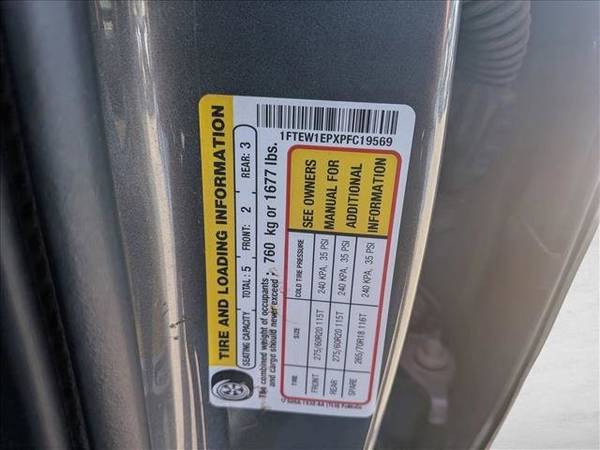 TIRE AND LOADING INFORMATION
SEATING CAPACITY TOTAL: 5 FRONT: 2 REAR: 3
The combined weight of occupants and cargo should never exceed: 760 kg or 1677 lbs.
TIRE SIZE COLD TIRE PRESSURE
FRONT 275/60R20 115T 240 KPA, 35 PSI
REAR 275/60R20 115T 240 KPA, 35 PSI
SPARE 265/70R18 116T 240 KPA, 35 PSI
SEE OWNERS
MANUAL FOR
ADDITIONAL
INFORMATION
1FTEW1EPXPFC19569